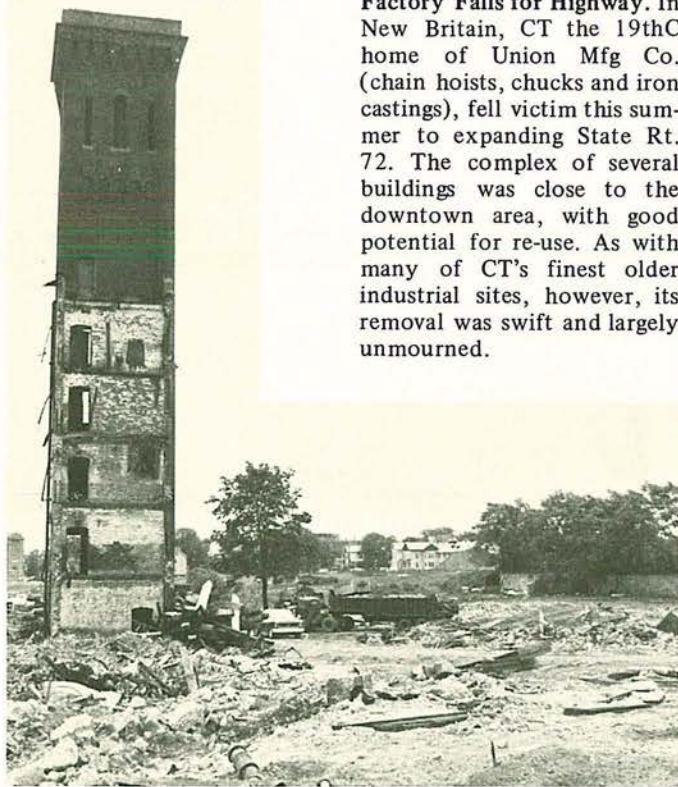 Factory Falls for Highway. In
New Britain, CT the 19thC
home of Union Mfg Co.
(chain hoists, chucks and iron
castings), fell victim this sum-
mer to expanding State Rt.
72. The complex of several
buildings was close to the
downtown area, with good
potential for re-use. As with
many of CT's finest older
industrial sites, however, its
removal was swift and largely
unmourned.